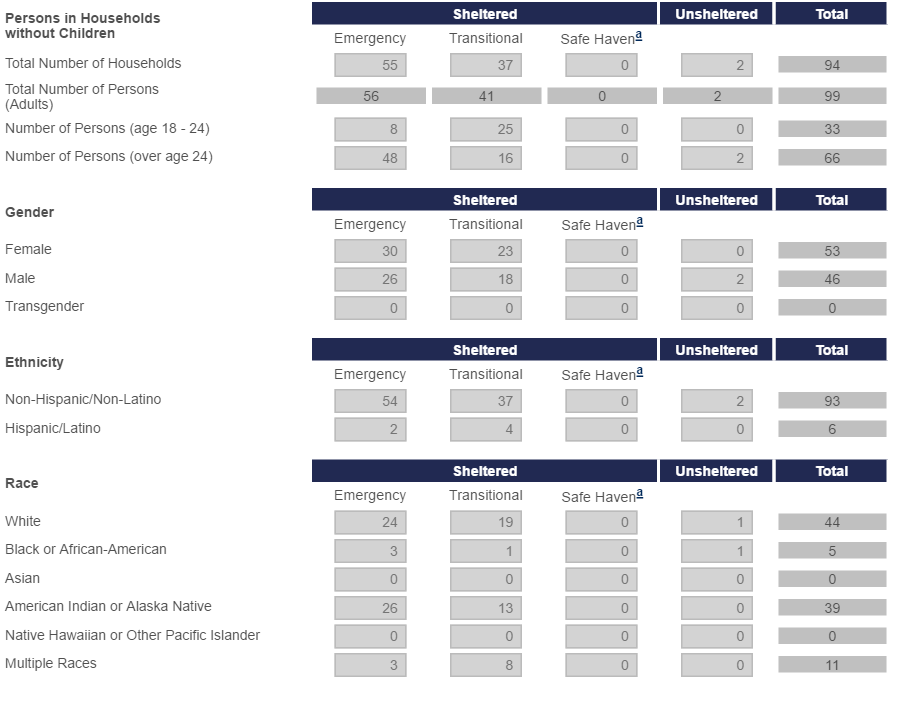 Persons in Households without Children Sheltered Unsheltered Total
Emergency Transitional Safe Haven a
Total Number of Households 55 37 0 2 94
Total Number of Persons (Adults) 56 41 0 2 99
Number of Persons (age 18 - 24) 8 25 0 0 33
Number of Persons (over age 24) 48 16 0 2 66
Gender Sheltered Unsheltered Total
Emergency Transitional Safe Haven a
Female 30 23 0 0 53
Male 26 18 0 2 46
Transgender 0 0 0 0 0
Ethnicity Sheltered Unsheltered Total
Emergency Transitional Safe Haven a
Non-Hispanic/Non-Latino 54 37 0 2 93
Hispanic/Latino 2 4 0 0 6
Race Sheltered Unsheltered Total
Emergency Transitional Safe Haven a
White 24 19 0 1 44
Black or African-American 3 1 0 1 5
Asian 0 0 0 0 0
American Indian or Alaska Native 26 13 0 0 39
Native Hawaiian or Other Pacific Islander 0 0 0 0 0
Multiple Races 3 8 0 0 11